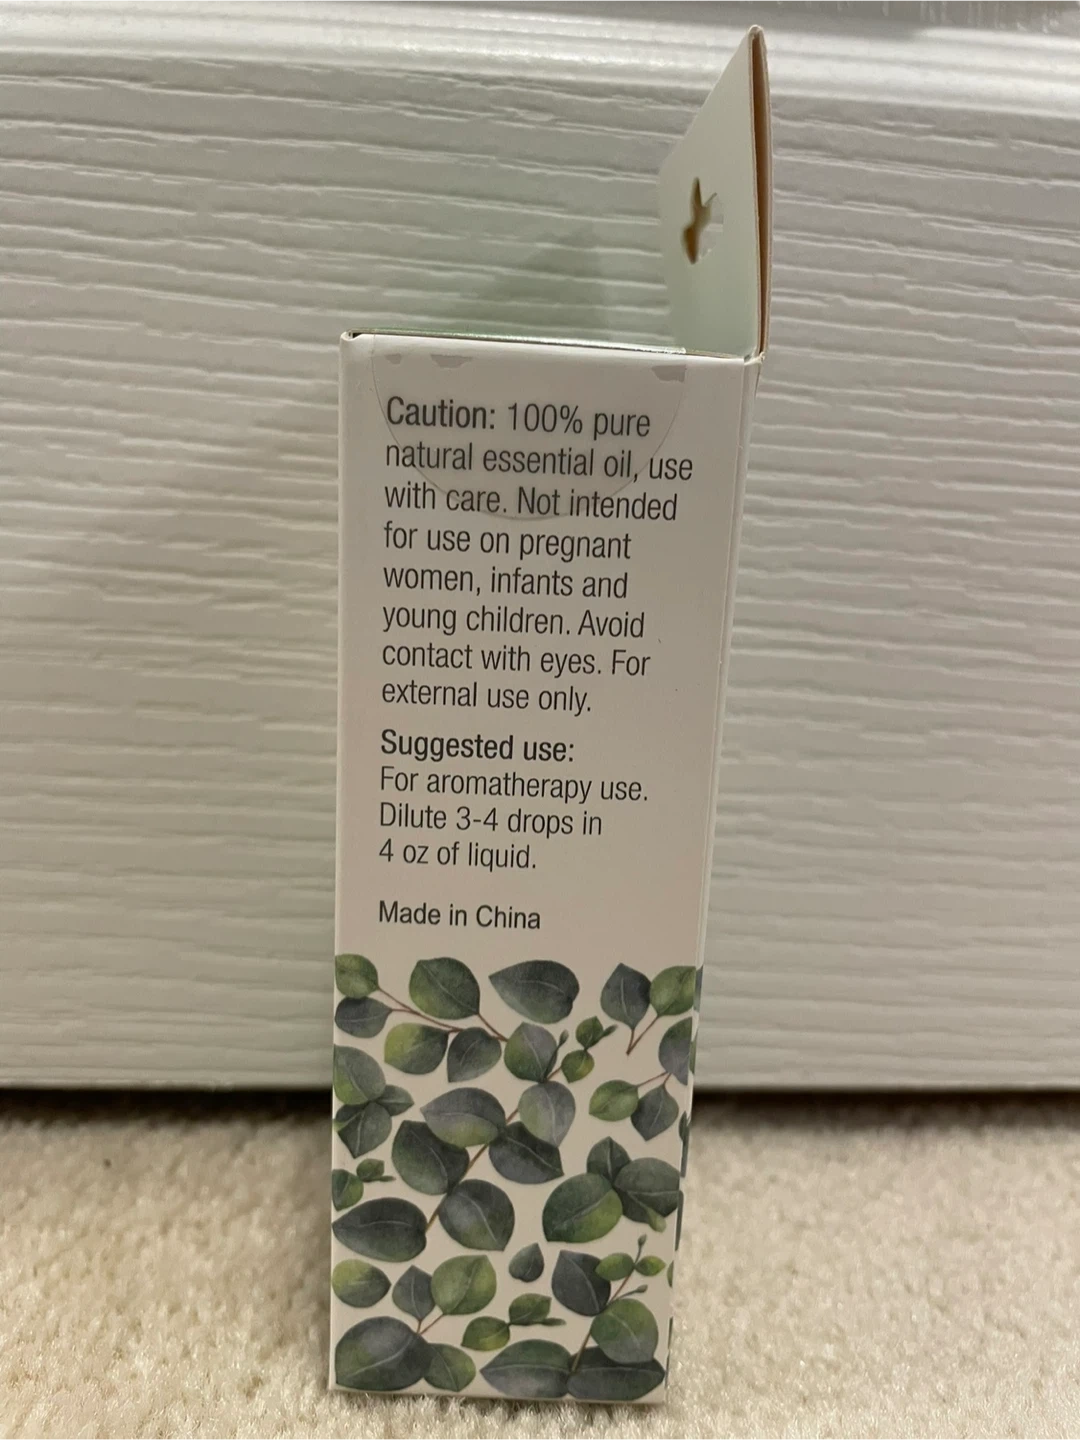 Caution: 100% pure
natural essential oil, use
with care. Not intended
for use on pregnant
women, infants and
young children. Avoid
contact with eyes. For
external use only.
Suggested use:
For aromatherapy use.
Dilute 3-4 drops in
4 oz of liquid.
Made in China